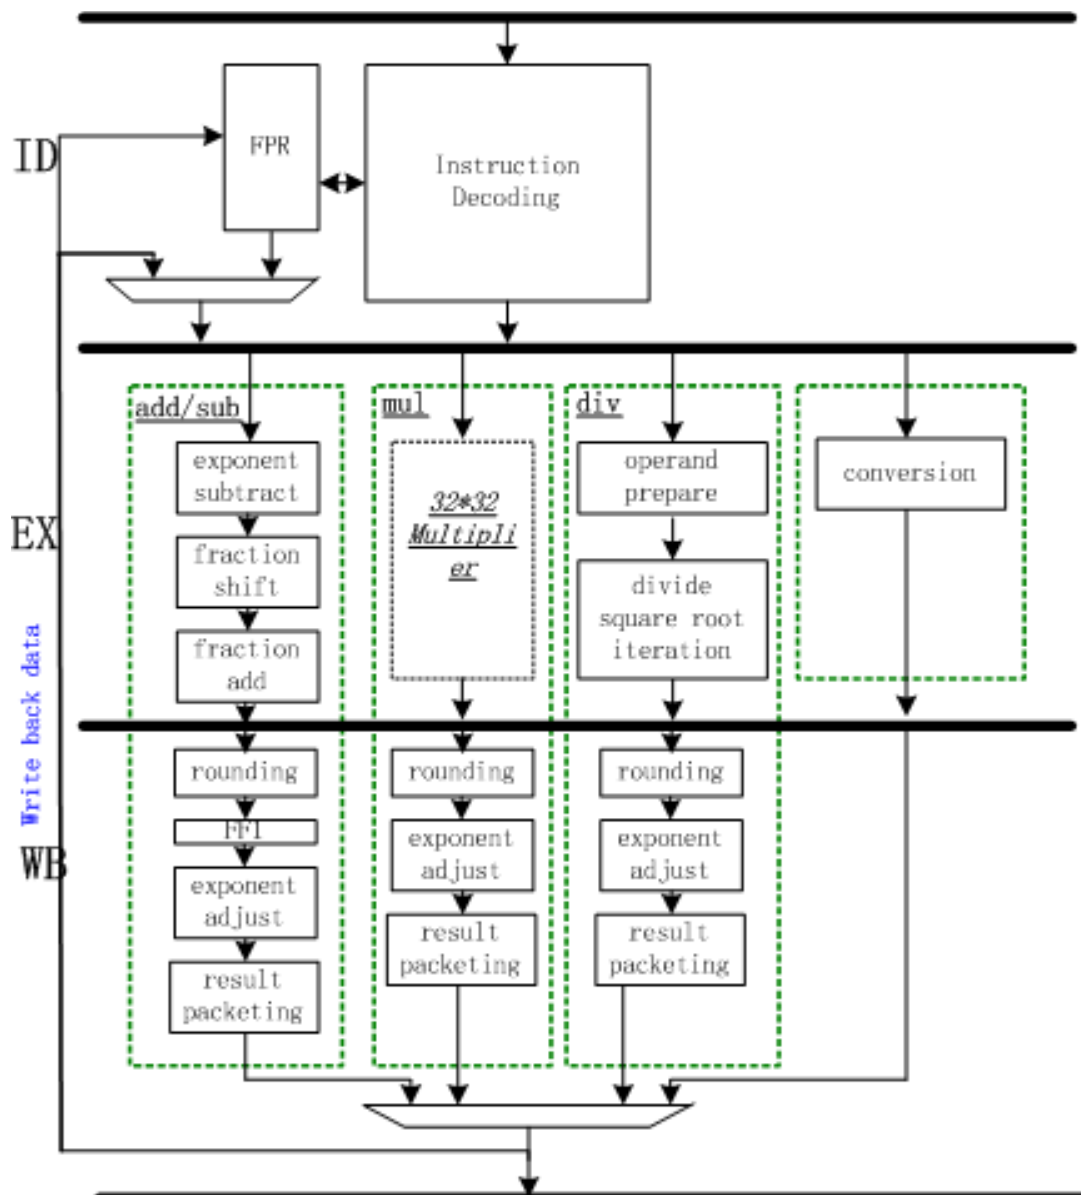 FPR
ID
Instruction
Decoding
add/sub
mul
div
exponent
subtract
32*32
Multipli
er
operand
prepare
conversion
EX
fraction
shift
divide
square root
iteration
fraction
add
Write back data
rounding
rounding
rounding
FF1
exponent
adjust
exponent
adjust
WB
exponent
adjust
result
packeting
result
packeting
result
packeting